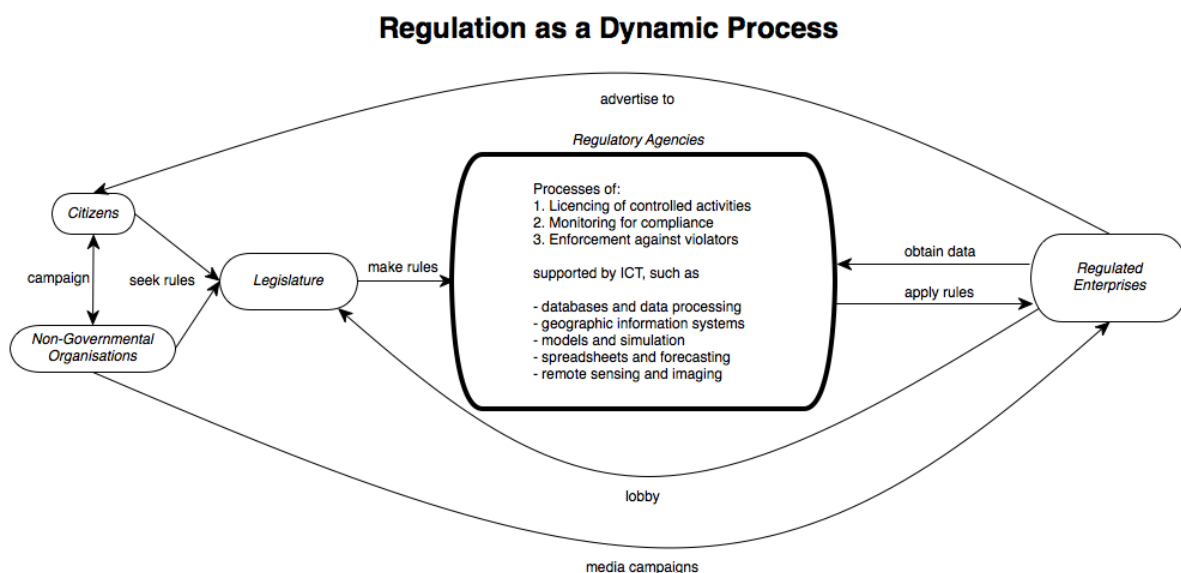 Regulation as a Dynamic Process
advertise to
Regulatory Agencies
Processes of:
1. Licencing of controlled activities
2. Monitoring for compliance
3. Enforcement against violators
supported by ICT, such as
- databases and data processing
- geographic information systems
- models and simulation
- spreadsheets and forecasting
- remote sensing and imaging
Citizens
campaign
seek rules
Non-Governmental
Organisations
Legislature
make rules
obtain data
apply rules
Regulated
Enterprises
lobby
media campaigns